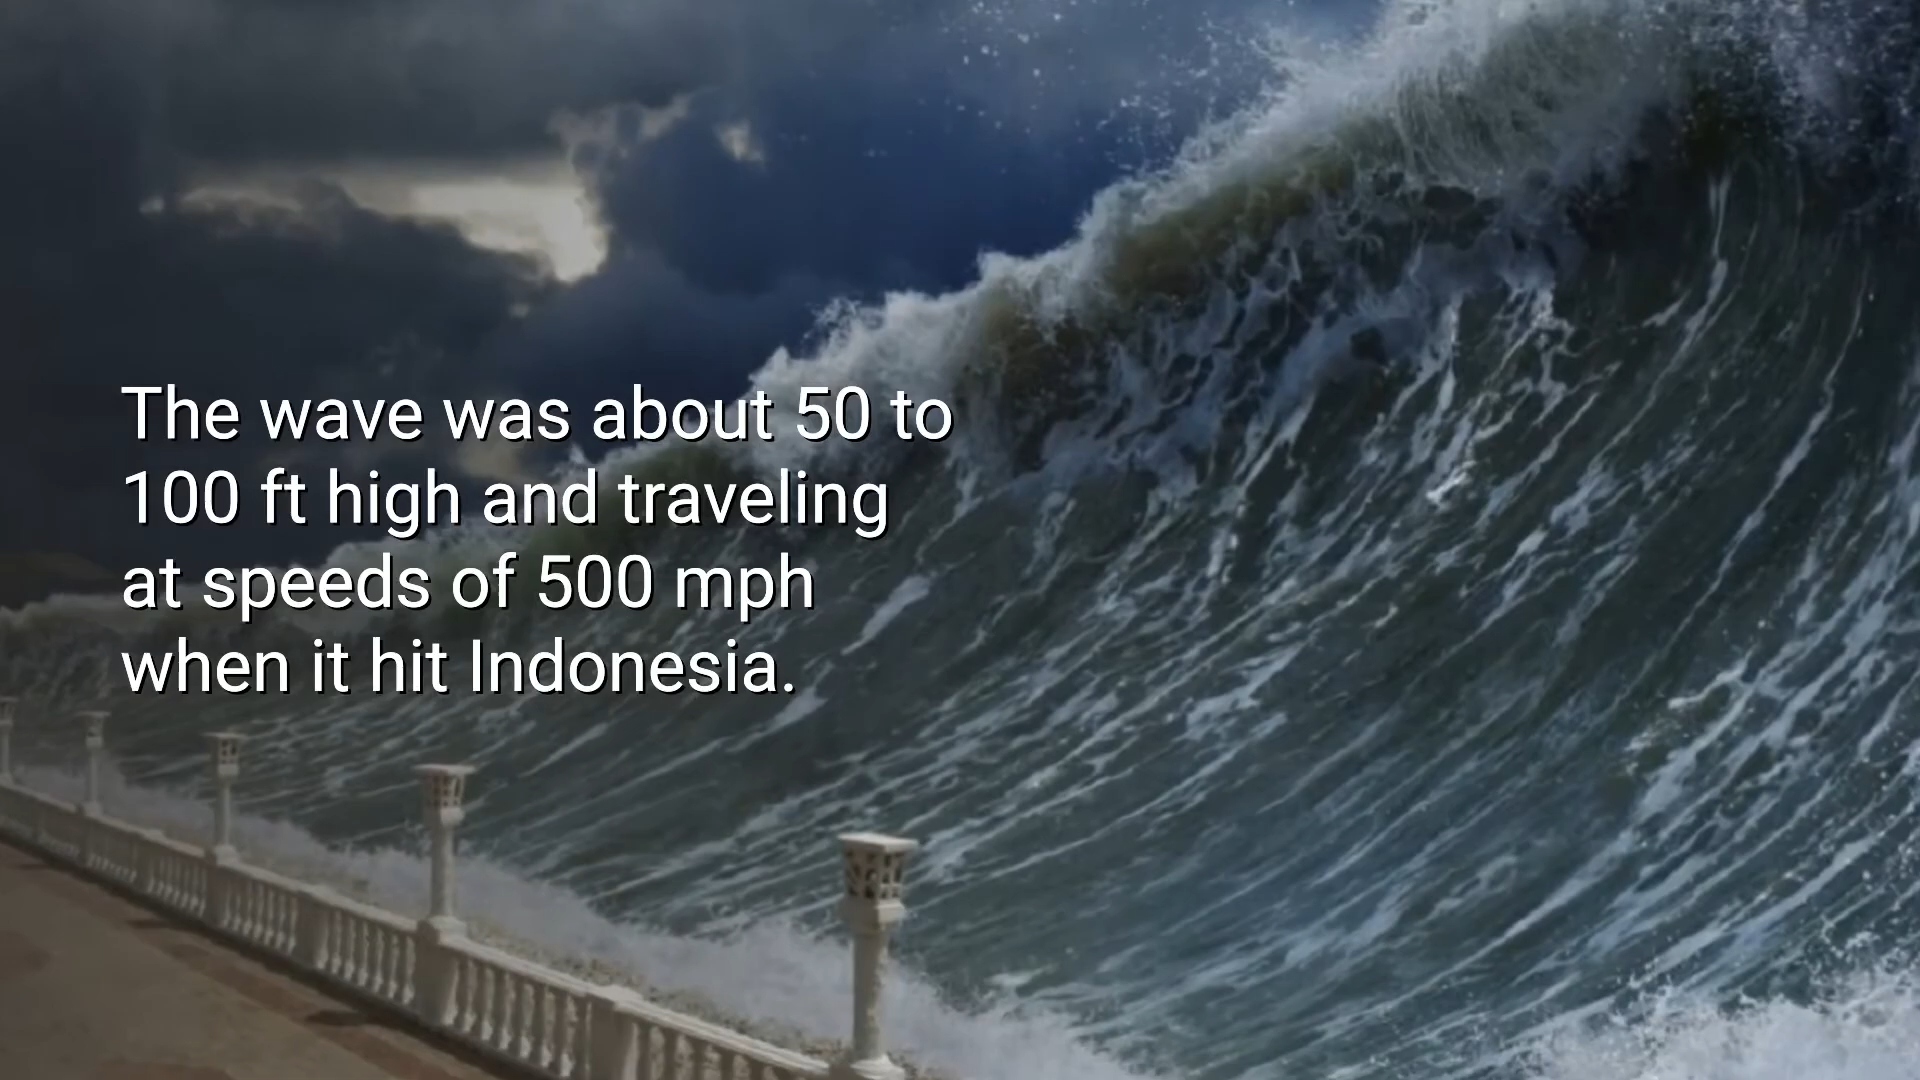 The wave was about 50 to
100 ft high and traveling
at speeds of 500 mph
when it hit Indonesia.